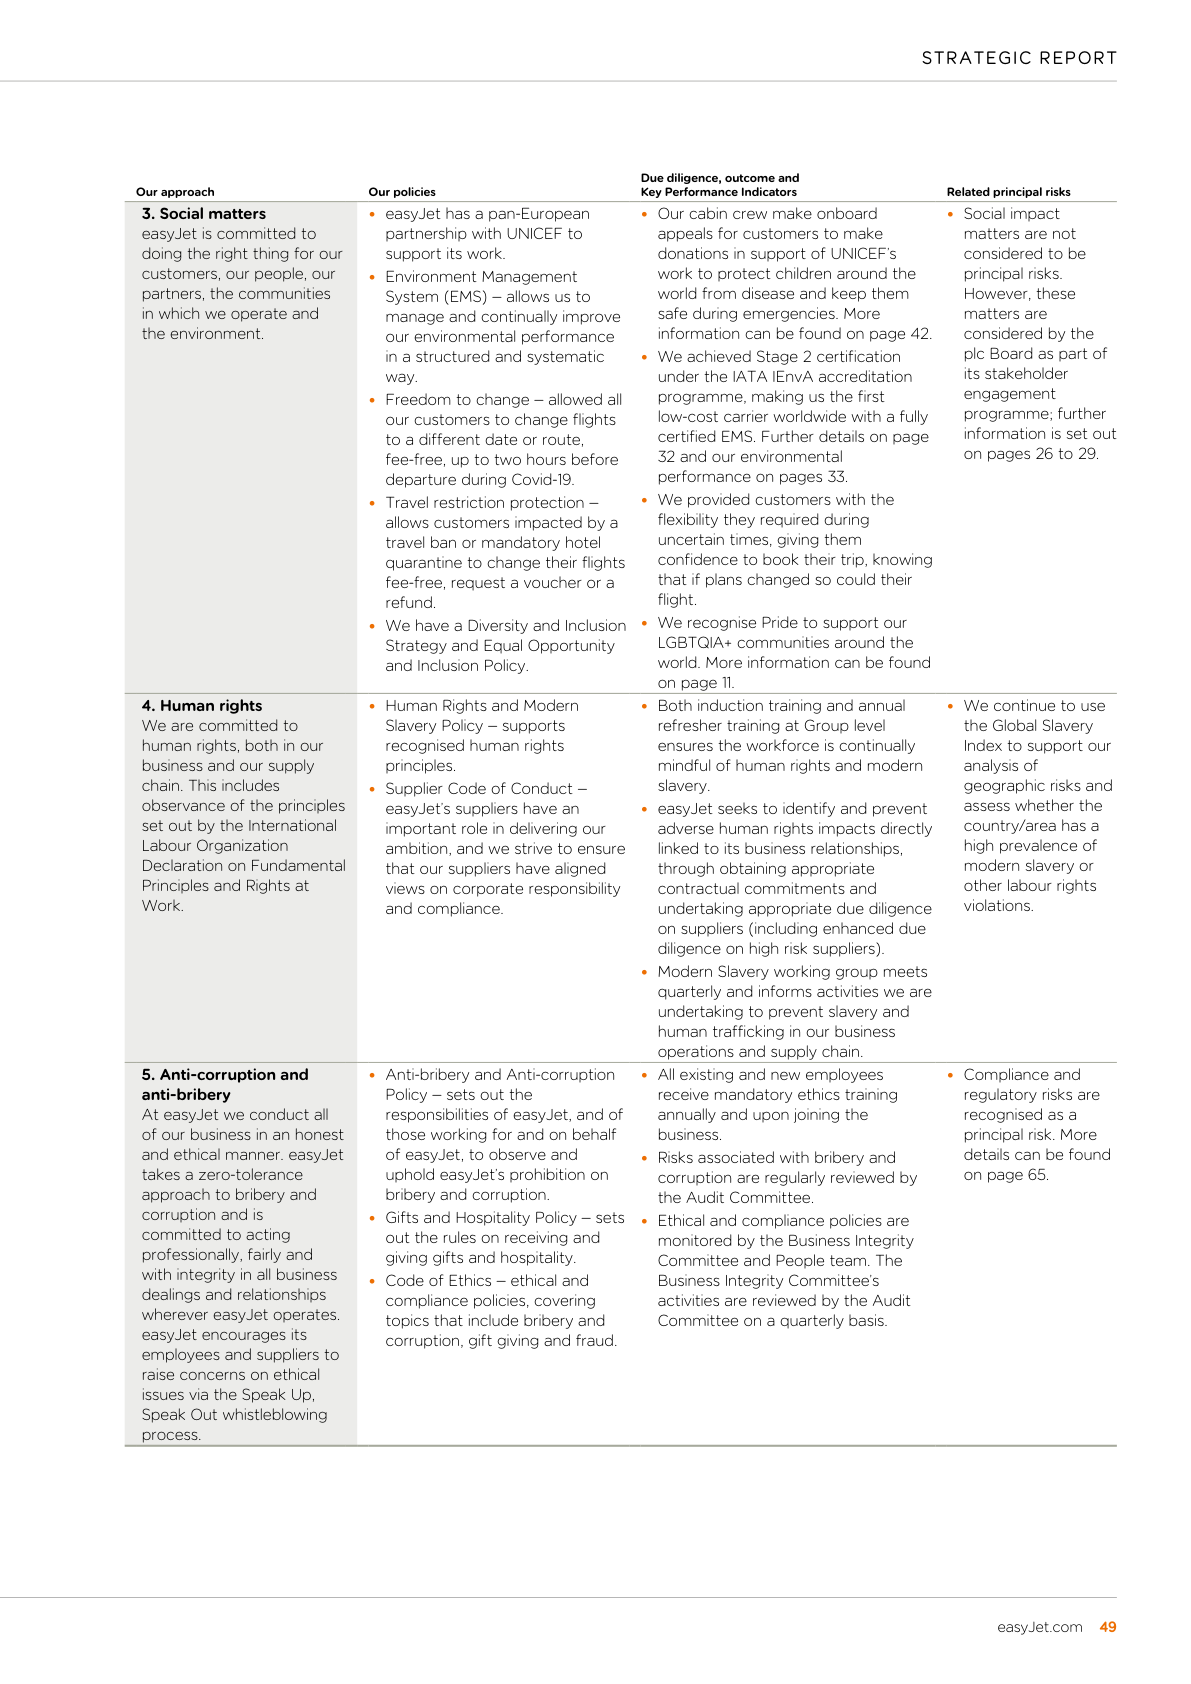 STRATEGIC REPORT
Our approach
Our policies
Due diligence, outcome and
Key Performance Indicators
Related principal risks
3. Social matters
easyJet is committed to
doing the right thing for our
customers, our people, our
partners, the communities
in which we operate and
the environment.
• easyJet has a pan-European
partnership with UNICEF to
support its work.
• Environment Management
System (EMS) – allows us to
manage and continually improve
our environmental performance
in a structured and systematic
way.
• Freedom to change – allowed all
our customers to change flights
to a different date or route,
fee-free, up to two hours before
departure during Covid-19.
• Travel restriction protection –
allows customers impacted by a
travel ban or mandatory hotel
quarantine to change their flights
fee-free, request a voucher or a
refund.
• We have a Diversity and Inclusion
Strategy and Equal Opportunity
and Inclusion Policy.
• Our cabin crew make onboard
appeals for customers to make
donations in support of UNICEF's
work to protect children around the
world from disease and keep them
safe during emergencies. More
information can be found on page 42.
• We achieved Stage 2 certification
under the IATA IEnvA accreditation
programme, making us the first
low-cost carrier worldwide with a fully
certified EMS. Further details on page
32 and our environmental
performance on pages 33.
• We provided customers with the
flexibility they required during
uncertain times, giving them
confidence to book their trip, knowing
that if plans changed so could their
flight.
• We recognise Pride to support our
LGBTQIA+ communities around the
world. More information can be found
on page 11.
• Social impact
matters are not
considered to be
principal risks.
However, these
matters are
considered by the
plc Board as part of
its stakeholder
engagement
programme; further
information is set out
on pages 26 to 29.
4. Human rights
We are committed to
human rights, both in our
business and our supply
chain. This includes
observance of the principles
set out by the International
Labour Organization
Declaration on Fundamental
Principles and Rights at
Work.
• Human Rights and Modern
Slavery Policy – supports
recognised human rights
principles.
• Supplier Code of Conduct –
easyJet's suppliers have an
important role in delivering our
ambition, and we strive to ensure
that our suppliers have aligned
views on corporate responsibility
and compliance.
• Both induction training and annual
refresher training at Group level
ensures the workforce is continually
mindful of human rights and modern
slavery.
• easyJet seeks to identify and prevent
adverse human rights impacts directly
linked to its business relationships,
through obtaining appropriate
contractual commitments and
undertaking appropriate due diligence
on suppliers (including enhanced due
diligence on high risk suppliers).
• Modern Slavery working group meets
quarterly and informs activities we are
undertaking to prevent slavery and
human trafficking in our business
operations and supply chain.
• We continue to use
the Global Slavery
Index to support our
analysis of
geographic risks and
assess whether the
country/area has a
high prevalence of
modern slavery or
other labour rights
violations.
5. Anti-corruption and
anti-bribery
At easyJet we conduct all
of our business in an honest
and ethical manner. easyJet
takes a zero-tolerance
approach to bribery and
corruption and is
committed to acting
professionally, fairly and
with integrity in all business
dealings and relationships
wherever easyJet operates.
easyJet encourages its
employees and suppliers to
raise concerns on ethical
issues via the Speak Up,
Speak Out whistleblowing
process.
• Anti-bribery and Anti-corruption
Policy – sets out the
responsibilities of easyJet, and of
those working for and on behalf
of easyJet, to observe and
uphold easyJet's prohibition on
bribery and corruption.
• Gifts and Hospitality Policy – sets
out the rules on receiving and
giving gifts and hospitality.
• Code of Ethics – ethical and
compliance policies, covering
topics that include bribery and
corruption, gift giving and fraud.
• All existing and new employees
receive mandatory ethics training
annually and upon joining the
business.
• Risks associated with bribery and
corruption are regularly reviewed by
the Audit Committee.
• Ethical and compliance policies are
monitored by the Business Integrity
Committee and People team. The
Business Integrity Committee's
activities are reviewed by the Audit
Committee on a quarterly basis.
• Compliance and
regulatory risks are
recognised as a
principal risk. More
details can be found
on page 65.
easyJet.com 49